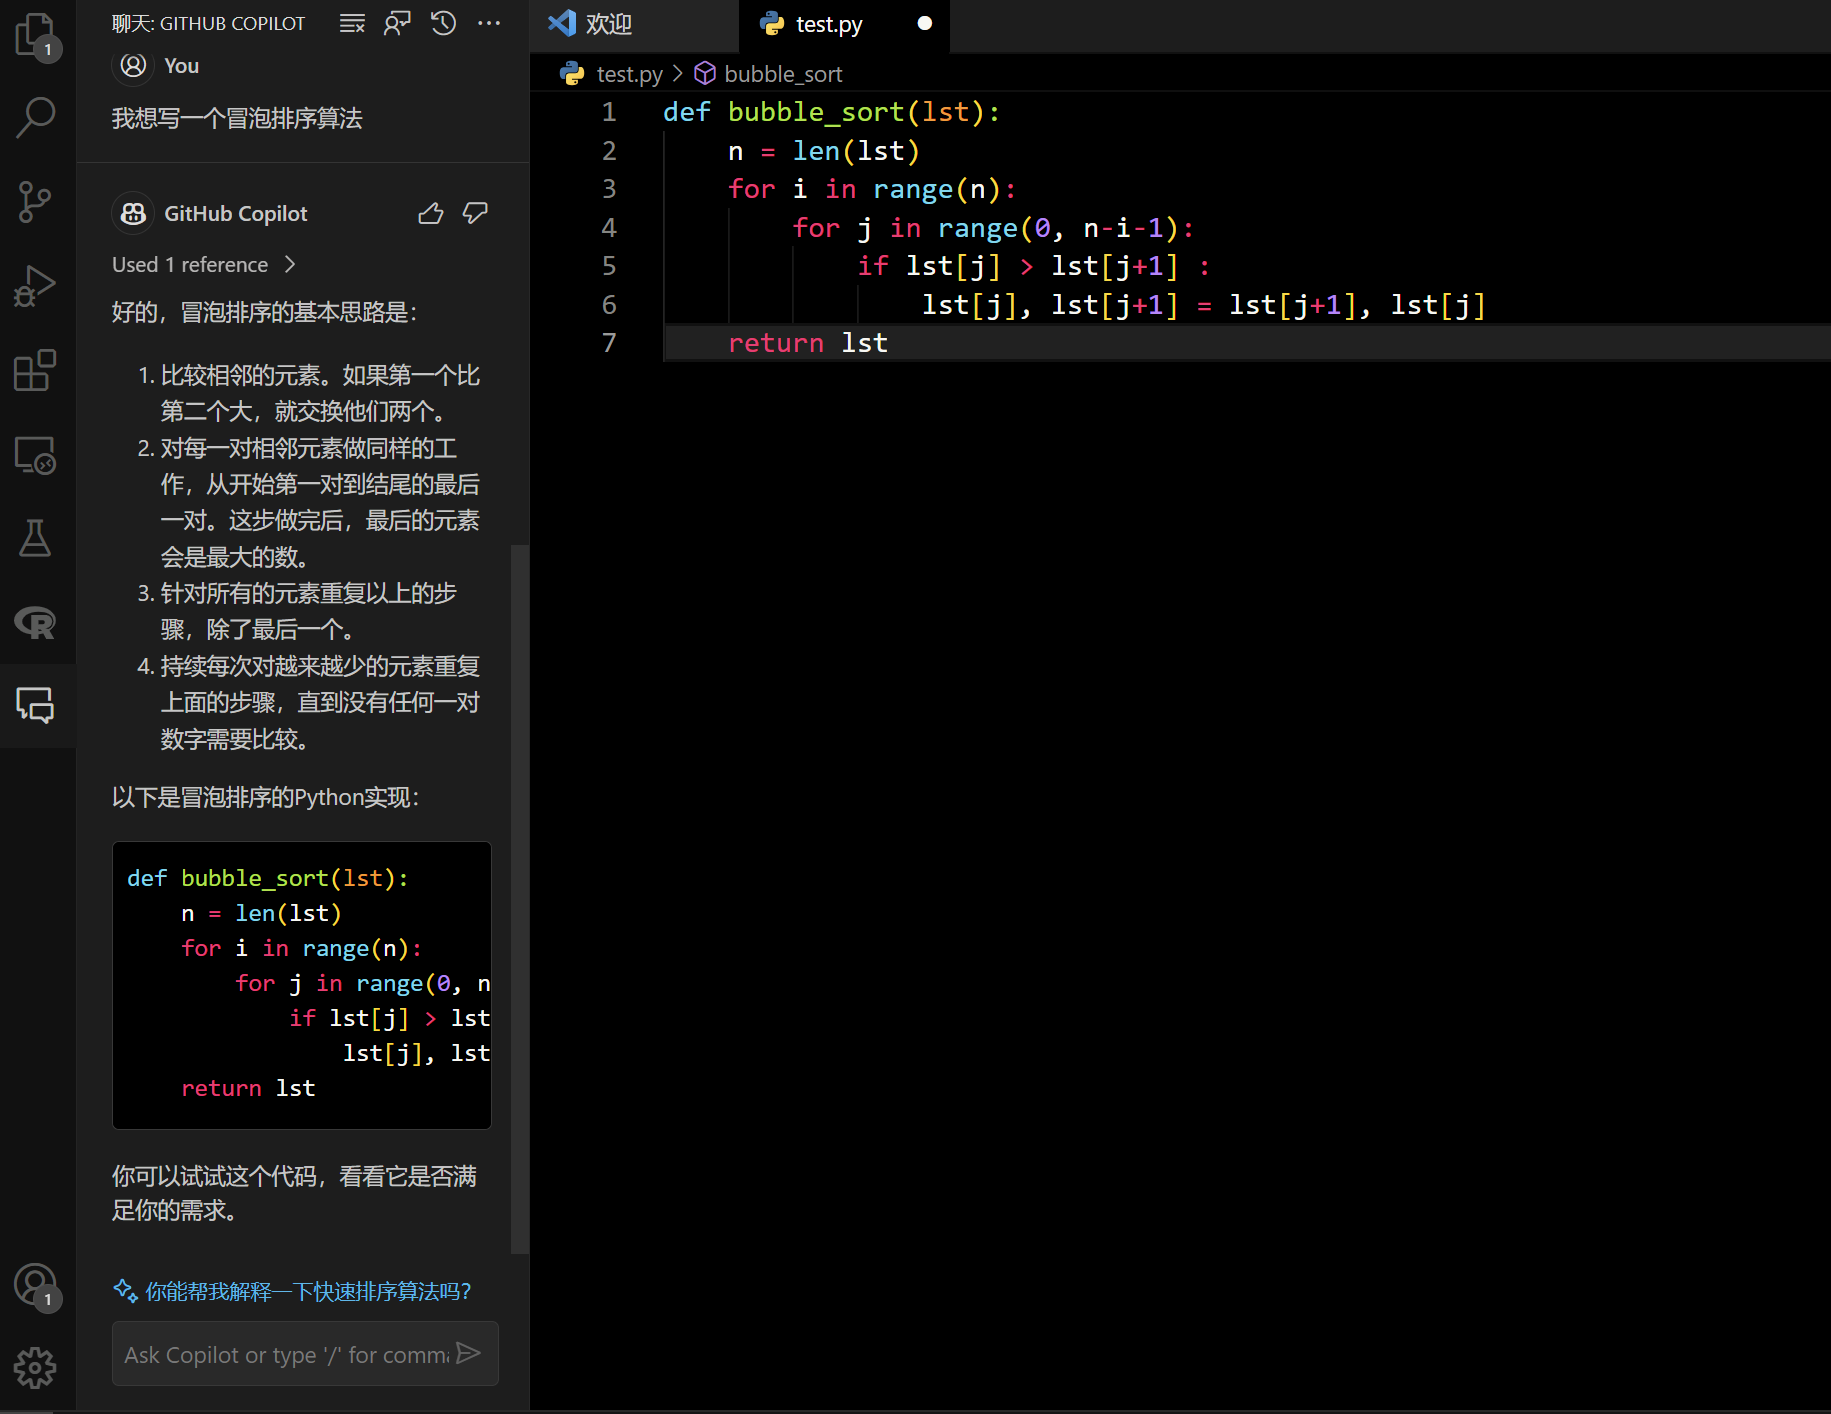 聊天: GITHUB COPILOT
You
我想写一个冒泡排序算法
GitHub Copilot
Used 1 reference
好的，冒泡排序的基本思路是：
1. 比较相邻的元素。如果第一个比
第二个大，就交换他们两个。
2. 对每一对相邻元素做同样的工
作，从开始第一对到结尾的最后
一对。这步做完后，最后的元素
会是最大的数。
3. 针对所有的元素重复以上的步
骤，除了最后一个。
4. 持续每次对越来越少的元素重复
上面的步骤，直到没有任何一对
数字需要比较。
以下是冒泡排序的Python实现：
def bubble_sort(lst):
    n = len(lst)
    for i in range(n):
        for j in range(0, n
            if lst[j] > lst
                lst[j], lst
    return lst
你可以试试这个代码，看看它是否满
足你的需求。
你能帮我解释一下快速排序算法吗？
Ask Copilot or type '/' for comm
1
1
R
欢迎
test.py
test.py > bubble_sort
1 def bubble_sort(lst):
2     n = len(lst)
3     for i in range(n):
4         for j in range(0, n-i-1):
5             if lst[j] > lst[j+1] :
6                 lst[j], lst[j+1] = lst[j+1], lst[j]
7     return lst